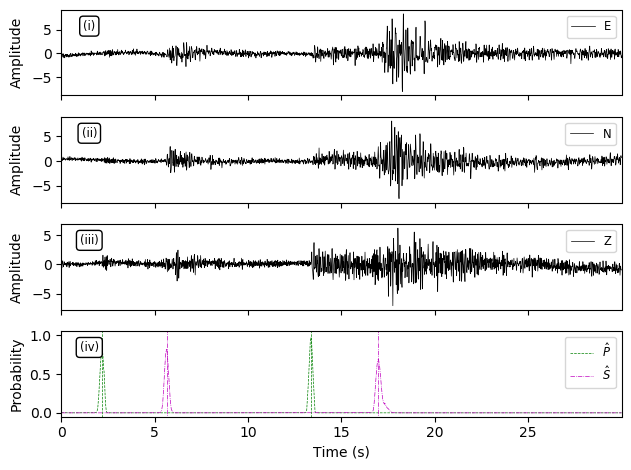 (i)
E
Amplitude
5
0
−5
(ii)
N
Amplitude
5
0
−5
(iii)
Z
Amplitude
5
0
−5
(iv)
P̂
Ŝ
Probability
1.0
0.5
0.0
0 5 10 15 20 25
Time (s)